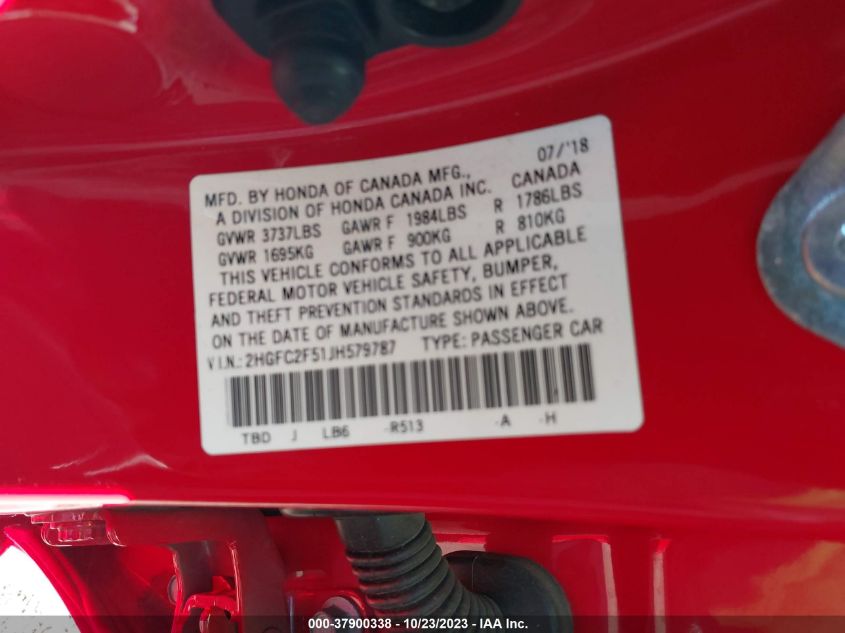 07/'18
MFD. BY HONDA OF CANADA MFG.,
A DIVISION OF HONDA CANADA INC. CANADA
GVWR 3737LBS GAWR F 1984LBS R 1786LBS
GVWR 1695KG GAWR F 900KG R 810KG
THIS VEHICLE CONFORMS TO ALL APPLICABLE
FEDERAL MOTOR VEHICLE SAFETY, BUMPER,
AND THEFT PREVENTION STANDARDS IN EFFECT
ON THE DATE OF MANUFACTURE SHOWN ABOVE.
V I.N.: 2HGFC2F51JH579787 TYPE: PASSENGER CAR
TBD J LB6 -R513 -A -H
000-37900338 - 10/23/2023 - IAA Inc.